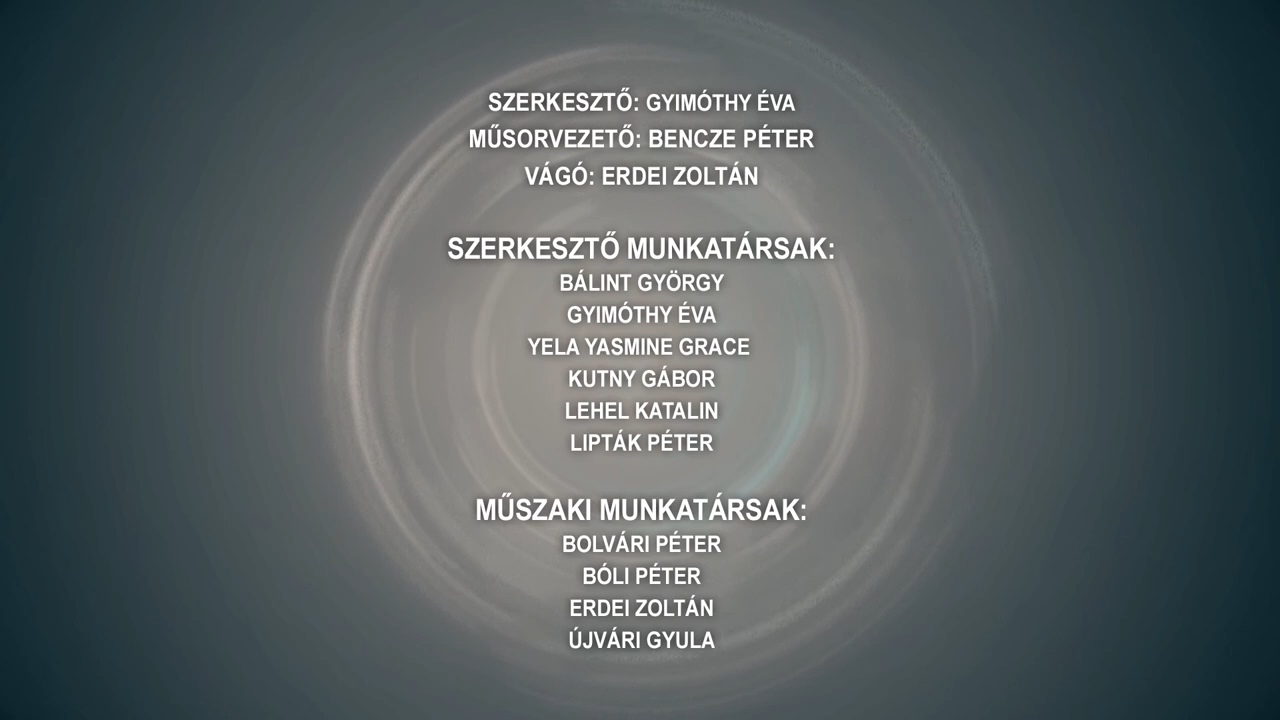 SZERKESZTŐ: GYIMÓTHY ÉVA
MŰSORVEZETŐ: BENCZE PÉTER
VÁGÓ: ERDEI ZOLTÁN
SZERKESZTŐ MUNKATÁRSAK:
BÁLINT GYÖRGY
GYIMÓTHY ÉVA
YELA YASMINE GRACE
KUTNY GÁBOR
LEHEL KATALIN
LIPTÁK PÉTER
MŰSZAKI MUNKATÁRSAK:
BOLVÁRI PÉTER
BÓLI PÉTER
ERDEI ZOLTÁN
ÚJVÁRI GYULA